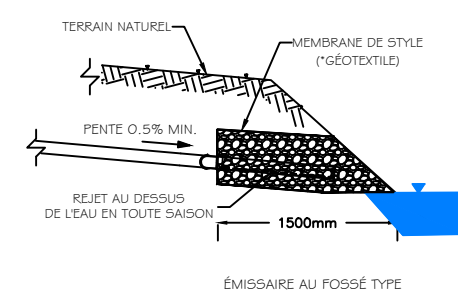 TERRAIN NATUREL
MEMBRANE DE STYLE
(*GÉOTEXTILE)
PENTE 0.5% MIN.
REJET AU DESSUS
DE L'EAU EN TOUTE SAISON
1500mm
ÉMISSAIRE AU FOSSÉ TYPE